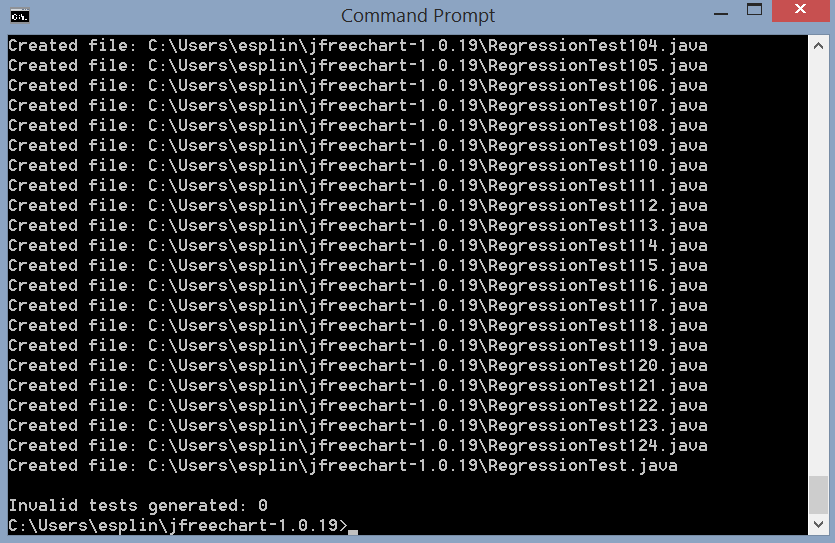 Command Prompt
Created file: C:\Users\esplin\jfreechart-1.0.19\RegressionTest104.java
Created file: C:\Users\esplin\jfreechart-1.0.19\RegressionTest105.java
Created file: C:\Users\esplin\jfreechart-1.0.19\RegressionTest106.java
Created file: C:\Users\esplin\jfreechart-1.0.19\RegressionTest107.java
Created file: C:\Users\esplin\jfreechart-1.0.19\RegressionTest108.java
Created file: C:\Users\esplin\jfreechart-1.0.19\RegressionTest109.java
Created file: C:\Users\esplin\jfreechart-1.0.19\RegressionTest110.java
Created file: C:\Users\esplin\jfreechart-1.0.19\RegressionTest111.java
Created file: C:\Users\esplin\jfreechart-1.0.19\RegressionTest112.java
Created file: C:\Users\esplin\jfreechart-1.0.19\RegressionTest113.java
Created file: C:\Users\esplin\jfreechart-1.0.19\RegressionTest114.java
Created file: C:\Users\esplin\jfreechart-1.0.19\RegressionTest115.java
Created file: C:\Users\esplin\jfreechart-1.0.19\RegressionTest116.java
Created file: C:\Users\esplin\jfreechart-1.0.19\RegressionTest117.java
Created file: C:\Users\esplin\jfreechart-1.0.19\RegressionTest118.java
Created file: C:\Users\esplin\jfreechart-1.0.19\RegressionTest119.java
Created file: C:\Users\esplin\jfreechart-1.0.19\RegressionTest120.java
Created file: C:\Users\esplin\jfreechart-1.0.19\RegressionTest121.java
Created file: C:\Users\esplin\jfreechart-1.0.19\RegressionTest122.java
Created file: C:\Users\esplin\jfreechart-1.0.19\RegressionTest123.java
Created file: C:\Users\esplin\jfreechart-1.0.19\RegressionTest124.java
Created file: C:\Users\esplin\jfreechart-1.0.19\RegressionTest.java
Invalid tests generated: 0
C:\Users\esplin\jfreechart-1.0.19>_